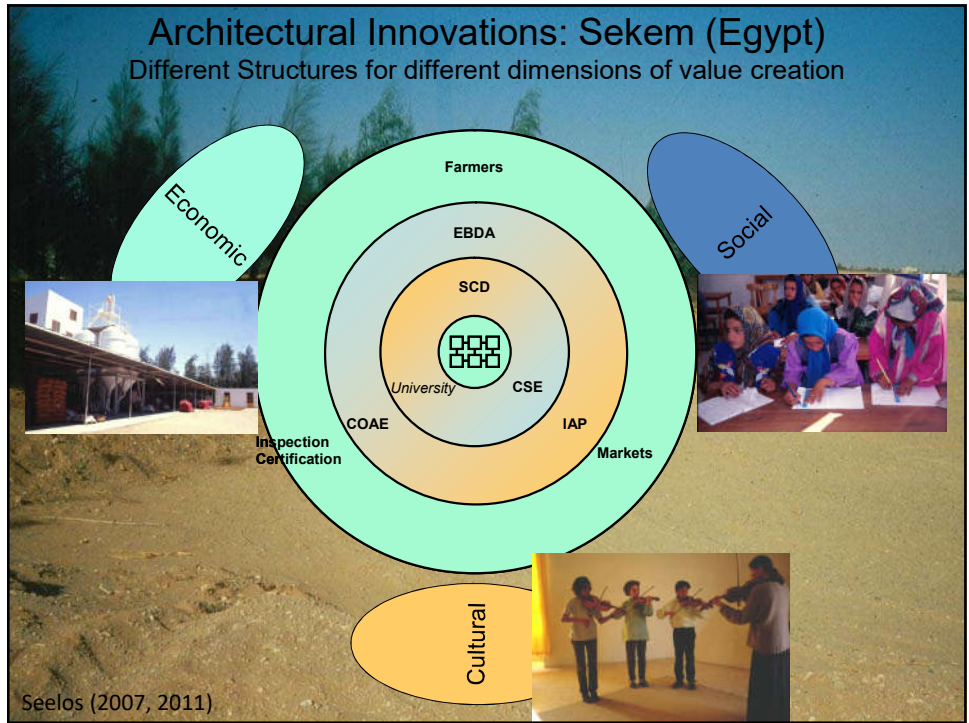 Architectural Innovations: Sekem (Egypt)
Different Structures for different dimensions of value creation
Economic
Social
Farmers
EBDA
SCD
University
CSE
COAE
IAP
Inspection
Certification
Markets
Cultural
Seelos (2007, 2011)